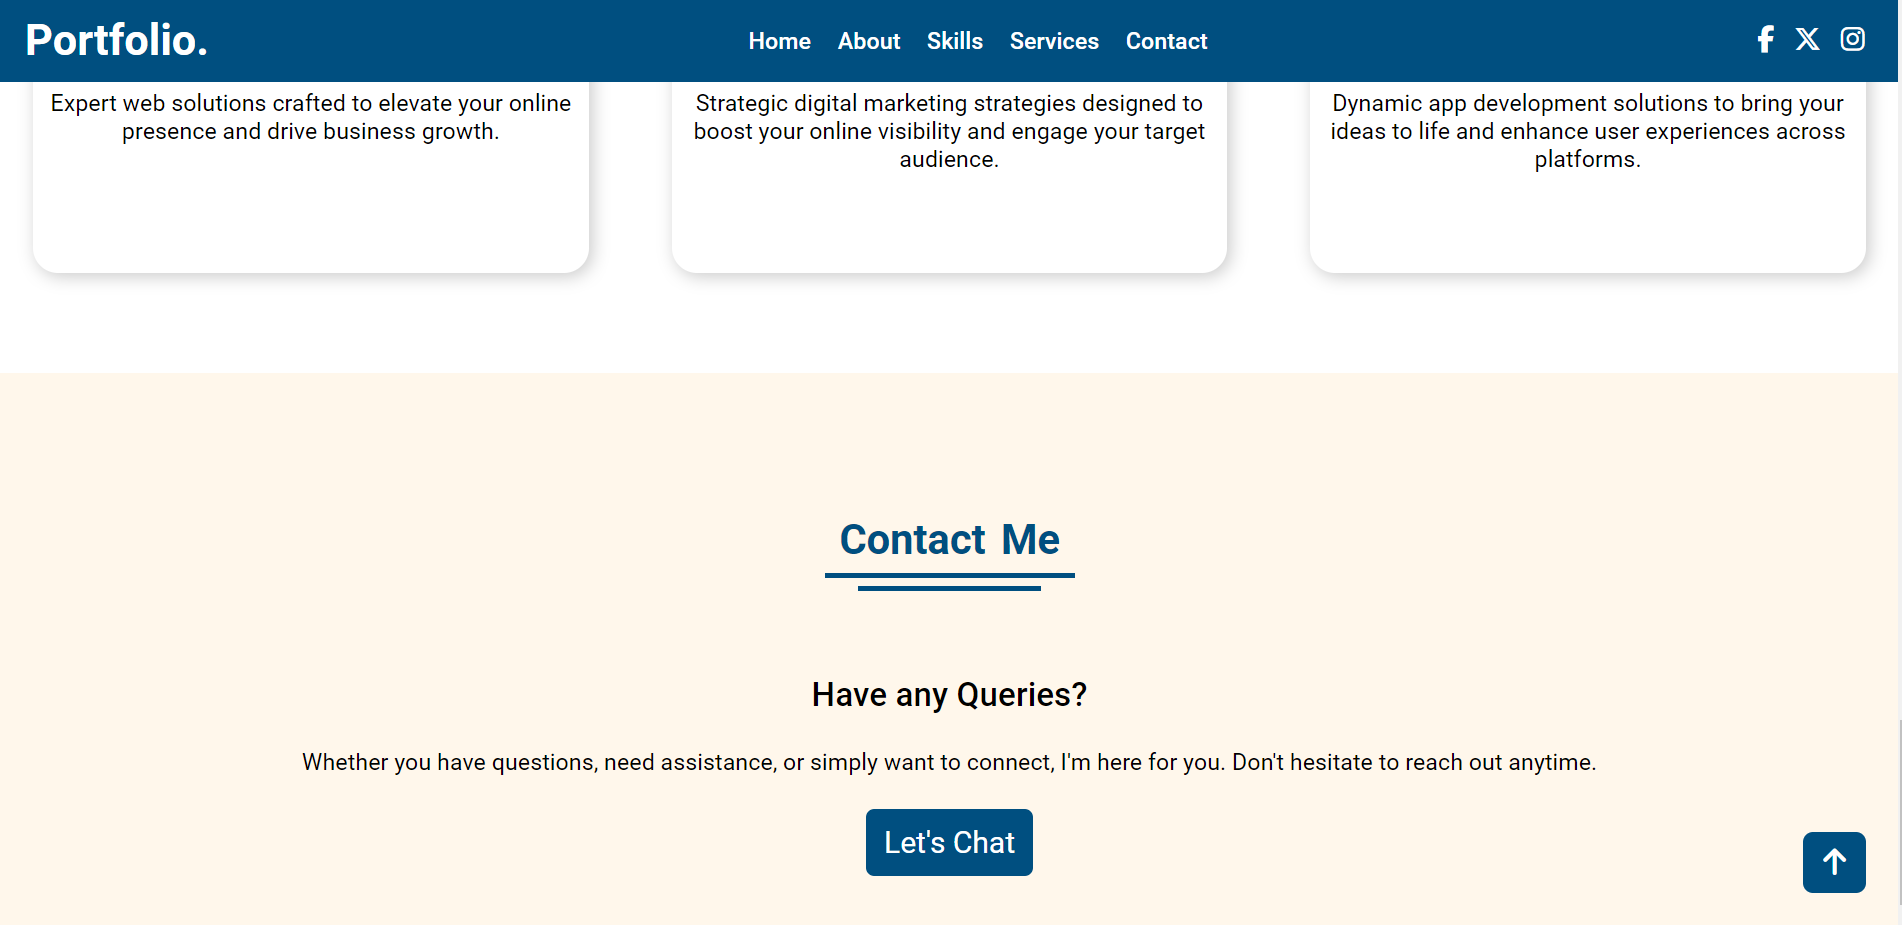 Portfolio.
Home About Skills Services Contact
Expert web solutions crafted to elevate your online
presence and drive business growth.
Strategic digital marketing strategies designed to
boost your online visibility and engage your target
audience.
Dynamic app development solutions to bring your
ideas to life and enhance user experiences across
platforms.
Contact Me
Have any Queries?
Whether you have questions, need assistance, or simply want to connect, I'm here for you. Don't hesitate to reach out anytime.
Let's Chat